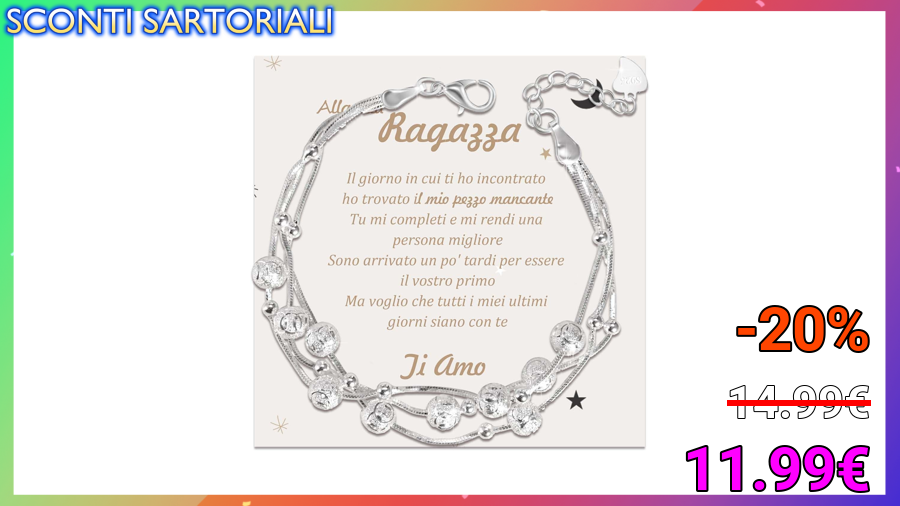 SCONTI SARTORIALI
Ragazza
Il giorno in cui ti ho incontrato
ho trovato il mio pezzo mancante
Tu mi completi e mi rendi una
persona migliore
Sono arrivato un po' tardi per essere
il vostro primo
Ma voglio che tutti i miei ultimi
giorni siano con te
Ti Amo
-20%
14.99€
11.99€